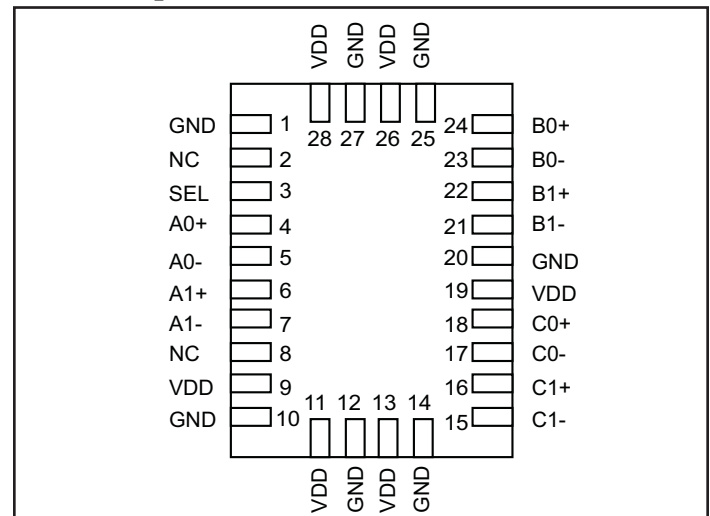 VDD GND VDD GND
28 27 26 25
GND 1 24 B0+
NC 2 23 B0-
SEL 3 22 B1+
A0+ 4 21 B1-
A0- 5 20 GND
A1+ 6 19 VDD
A1- 7 18 C0+
NC 8 17 C0-
VDD 9 16 C1+
GND 10 15 C1-
11 12 13 14
VDD GND VDD GND